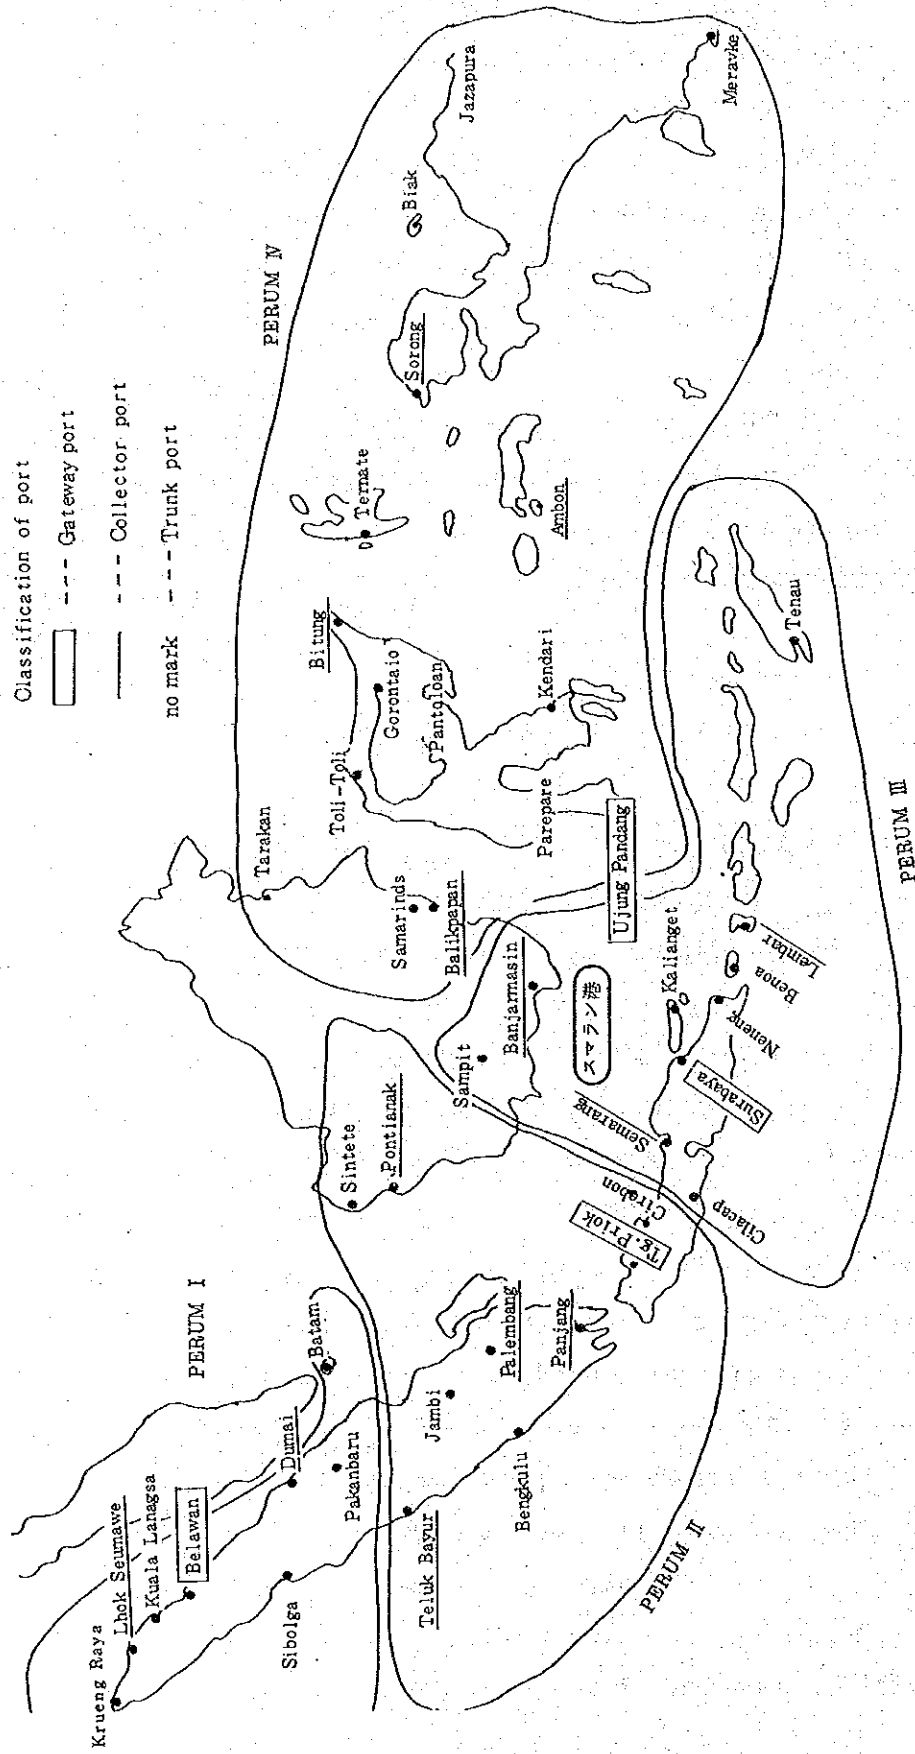 Classification of port
--- Gateway port
--- Collector port
no mark --- Trunk port
PERUM I
Krueng Raya
Lhok Seumawe
Kuala Lanagsa
Belawan
Dumai
Batam
Pakanbaru
Sibolga
PERUM II
Teluk Bayur
Jambi
Bengkulu
Palembang
Panjang
Sintete
Pontianak
Tg.Priok
Cirebon
PERUM III
Cilacap
Semarang
スマラン港
Sampit
Banjarmasin
Surabaya
Kalianget
Neneng
Benoa
Lembar
Tenau
PERUM IV
Tarakan
Samarinds
Balikpapan
Toli-Toli
Bitung
Gorontaio
Pantoloan
Parepare
Ujung Pandang
Kendari
Ternate
Ambon
Sorong
Biak
Jazapura
Meravke